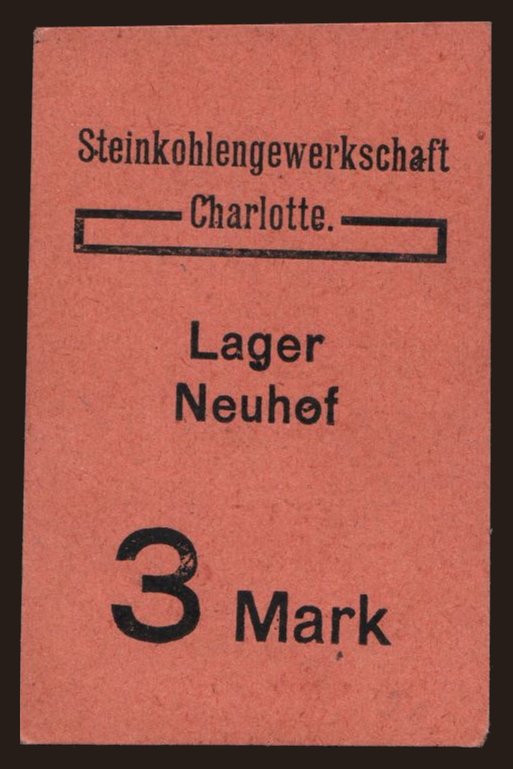 Steinkohlengewerkschaft
Charlotte.
Lager
Neuhof
3 Mark